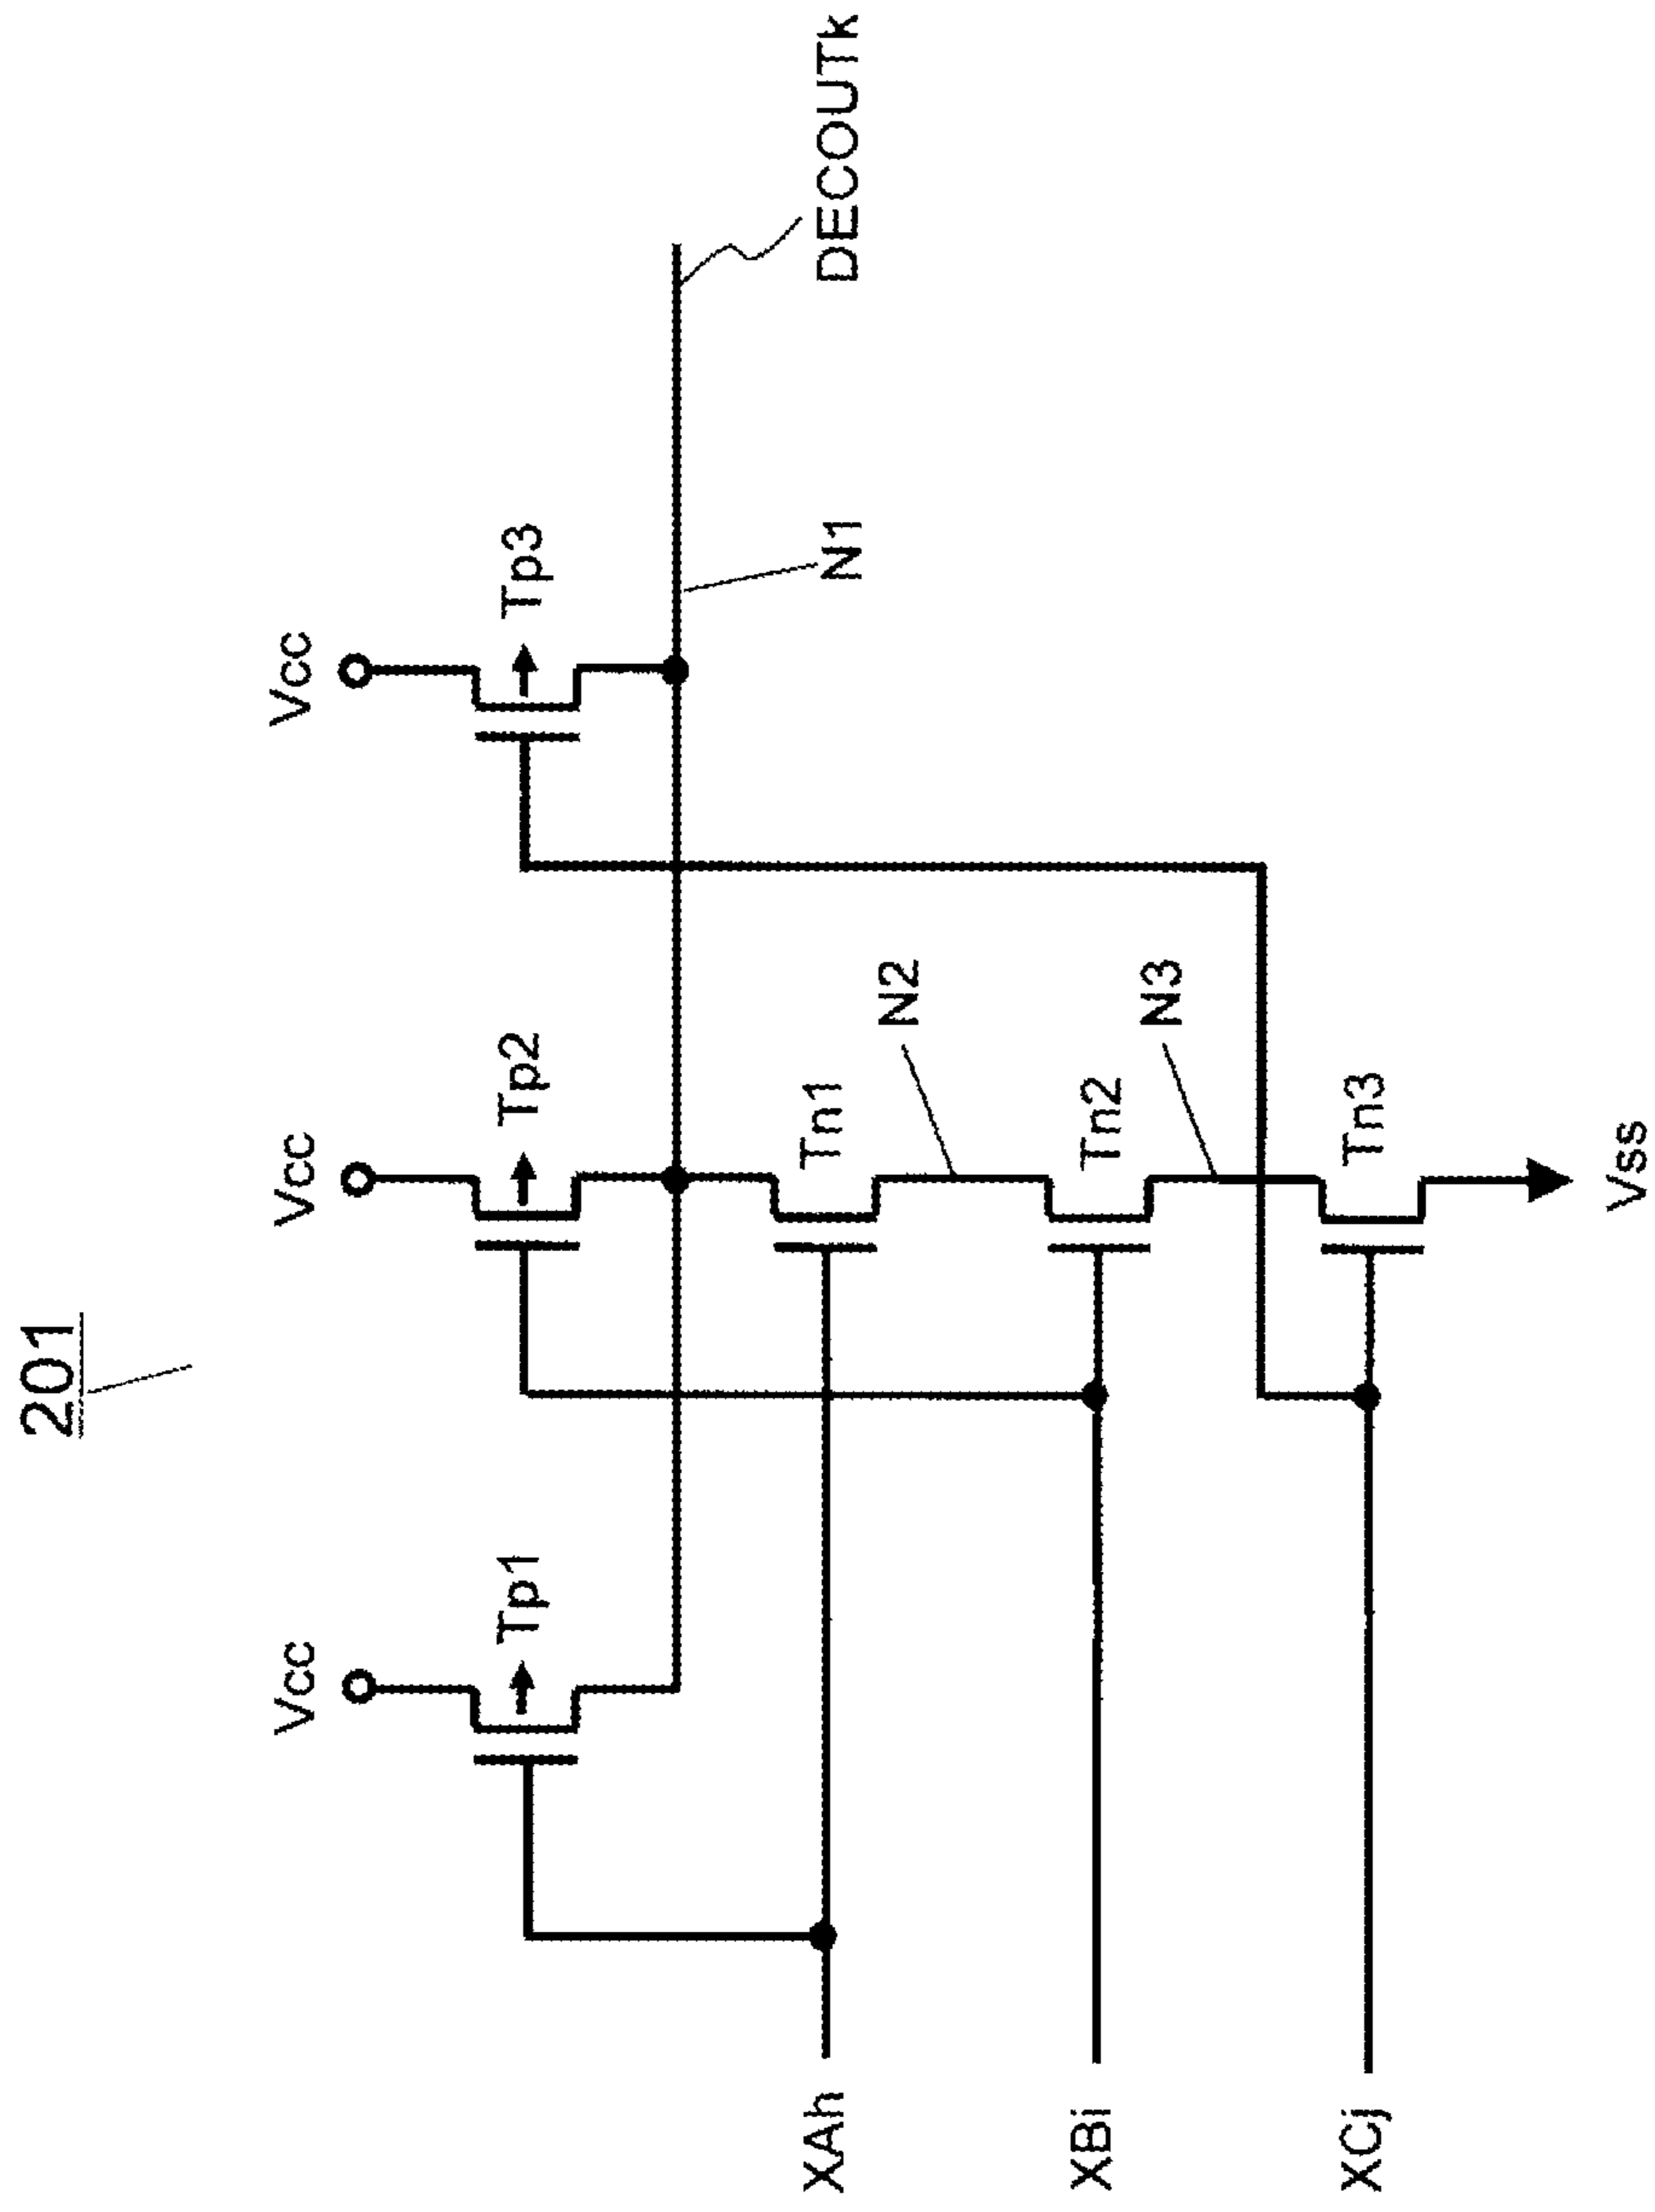 201
Vcc
Vcc
Vcc
Tp1
Tp2
Tp3
N1
DECOUTk
XAh
Tn1
N2
XBi
Tn2
N3
XCj
Tn3
Vss